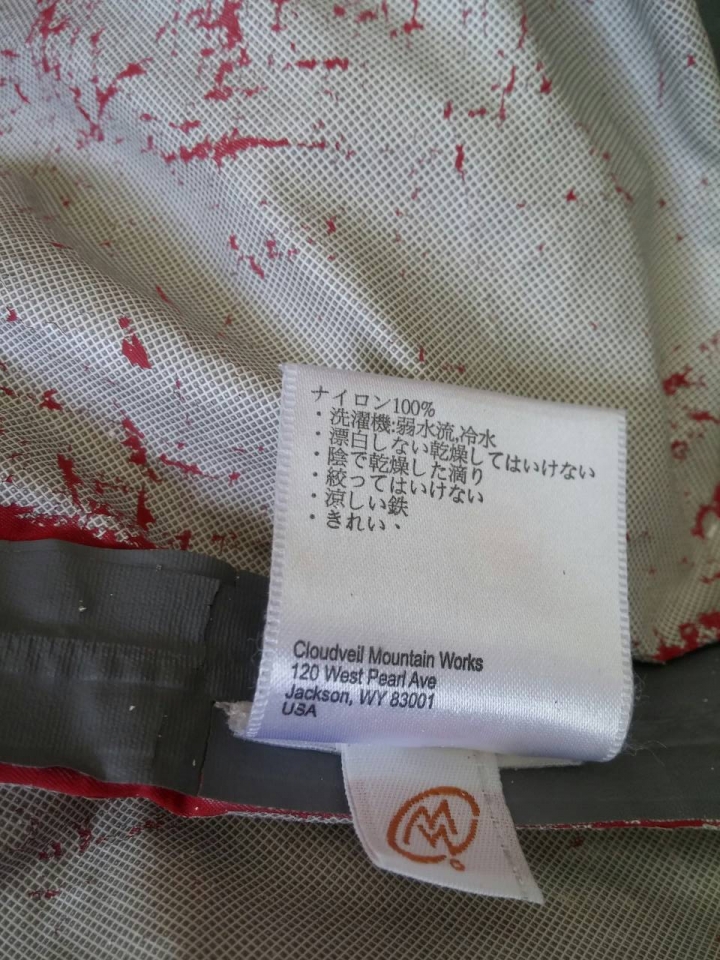 ナイロン100%
・洗濯機:弱水流,冷水
・漂白しない乾燥してはいけない
・陰で乾燥した滴り
・絞ってはいけない
・涼しい鉄
・きれい、
Cloudveil Mountain Works
120 West Pearl Ave
Jackson, WY 83001
USA